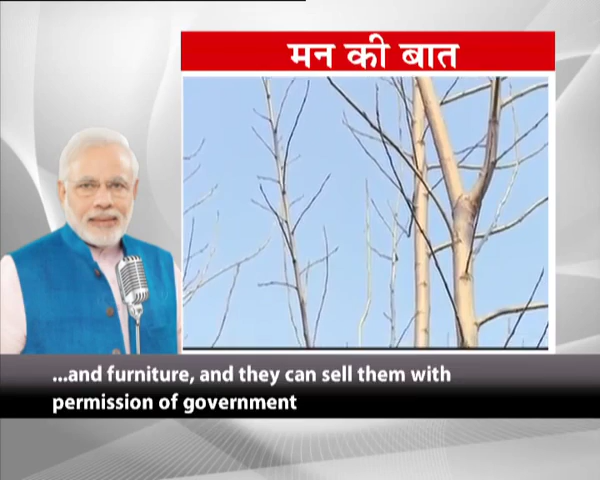 मन की बात
...and furniture, and they can sell them with
permission of government